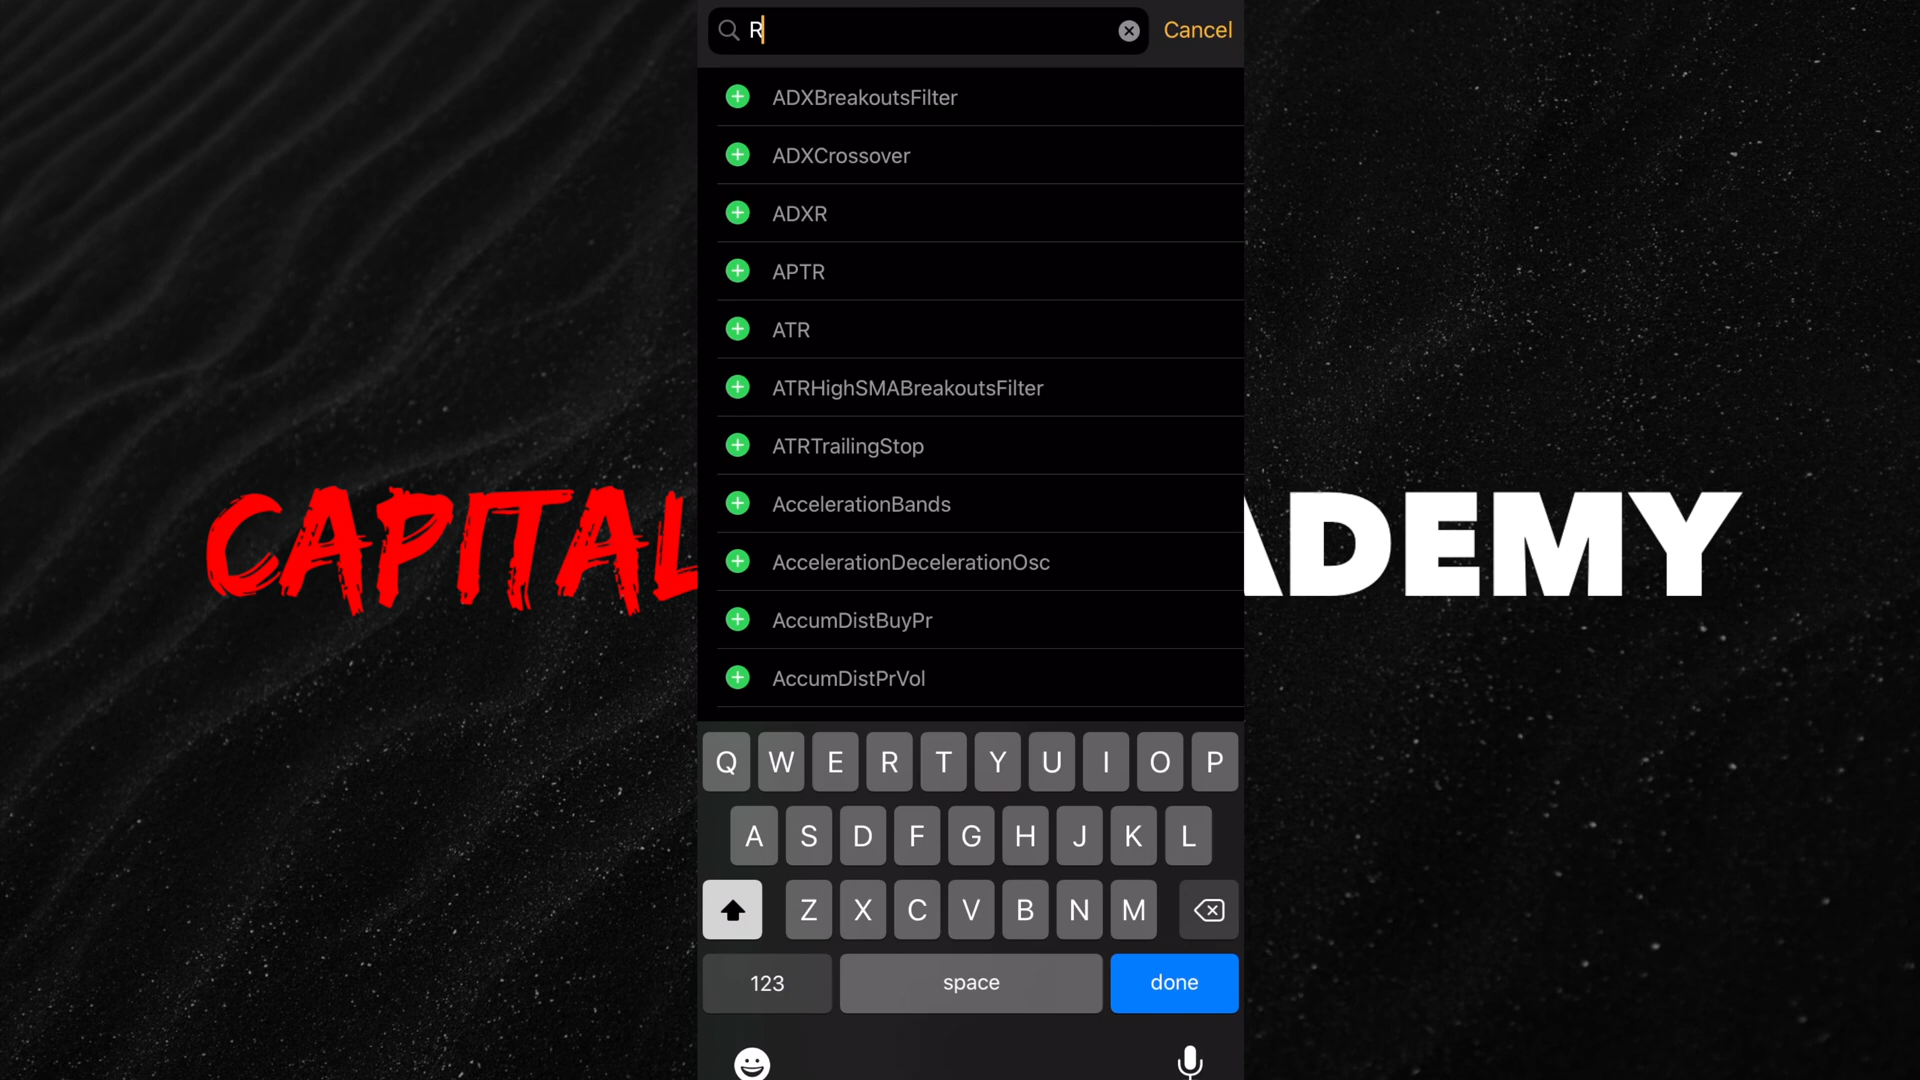 R
Cancel
ADXBreakoutsFilter
ADXCrossover
ADXR
APTR
ATR
ATRHighSMABreakoutsFilter
ATRTrailingStop
AccelerationBands
AccelerationDecelerationOsc
AccumDistBuyPr
AccumDistPrVol
CAPITAL ADEMY
Q W E R T Y U I O P
A S D F G H J K L
Z X C V B N M
123 space done